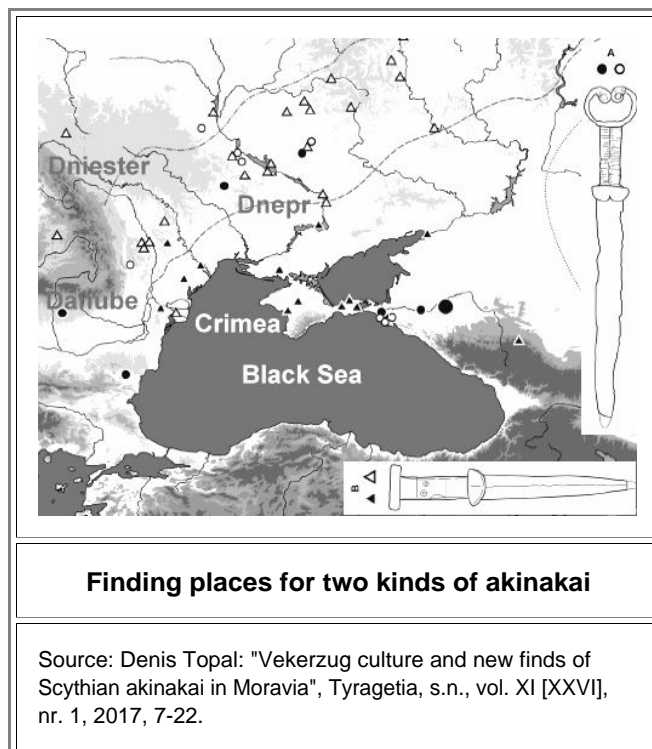 A
Dniester
Dnepr
Danube
Crimea
Black Sea
B
Finding places for two kinds of akinakai
Source: Denis Topal: "Vekerzug culture and new finds of
Scythian akinakai in Moravia", Tyragetia, s.n., vol. XI [XXVI],
nr. 1, 2017, 7-22.